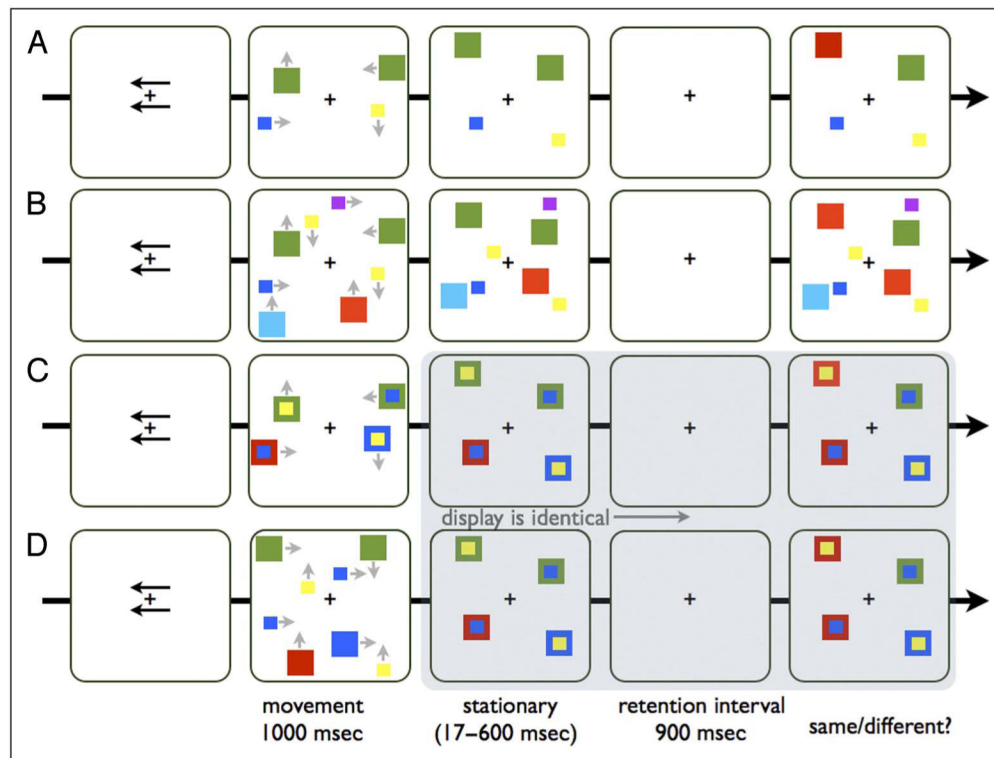 A
B
C
display is identical
D
movement
1000 msec
stationary
(17–600 msec)
retention interval
900 msec
same/different?